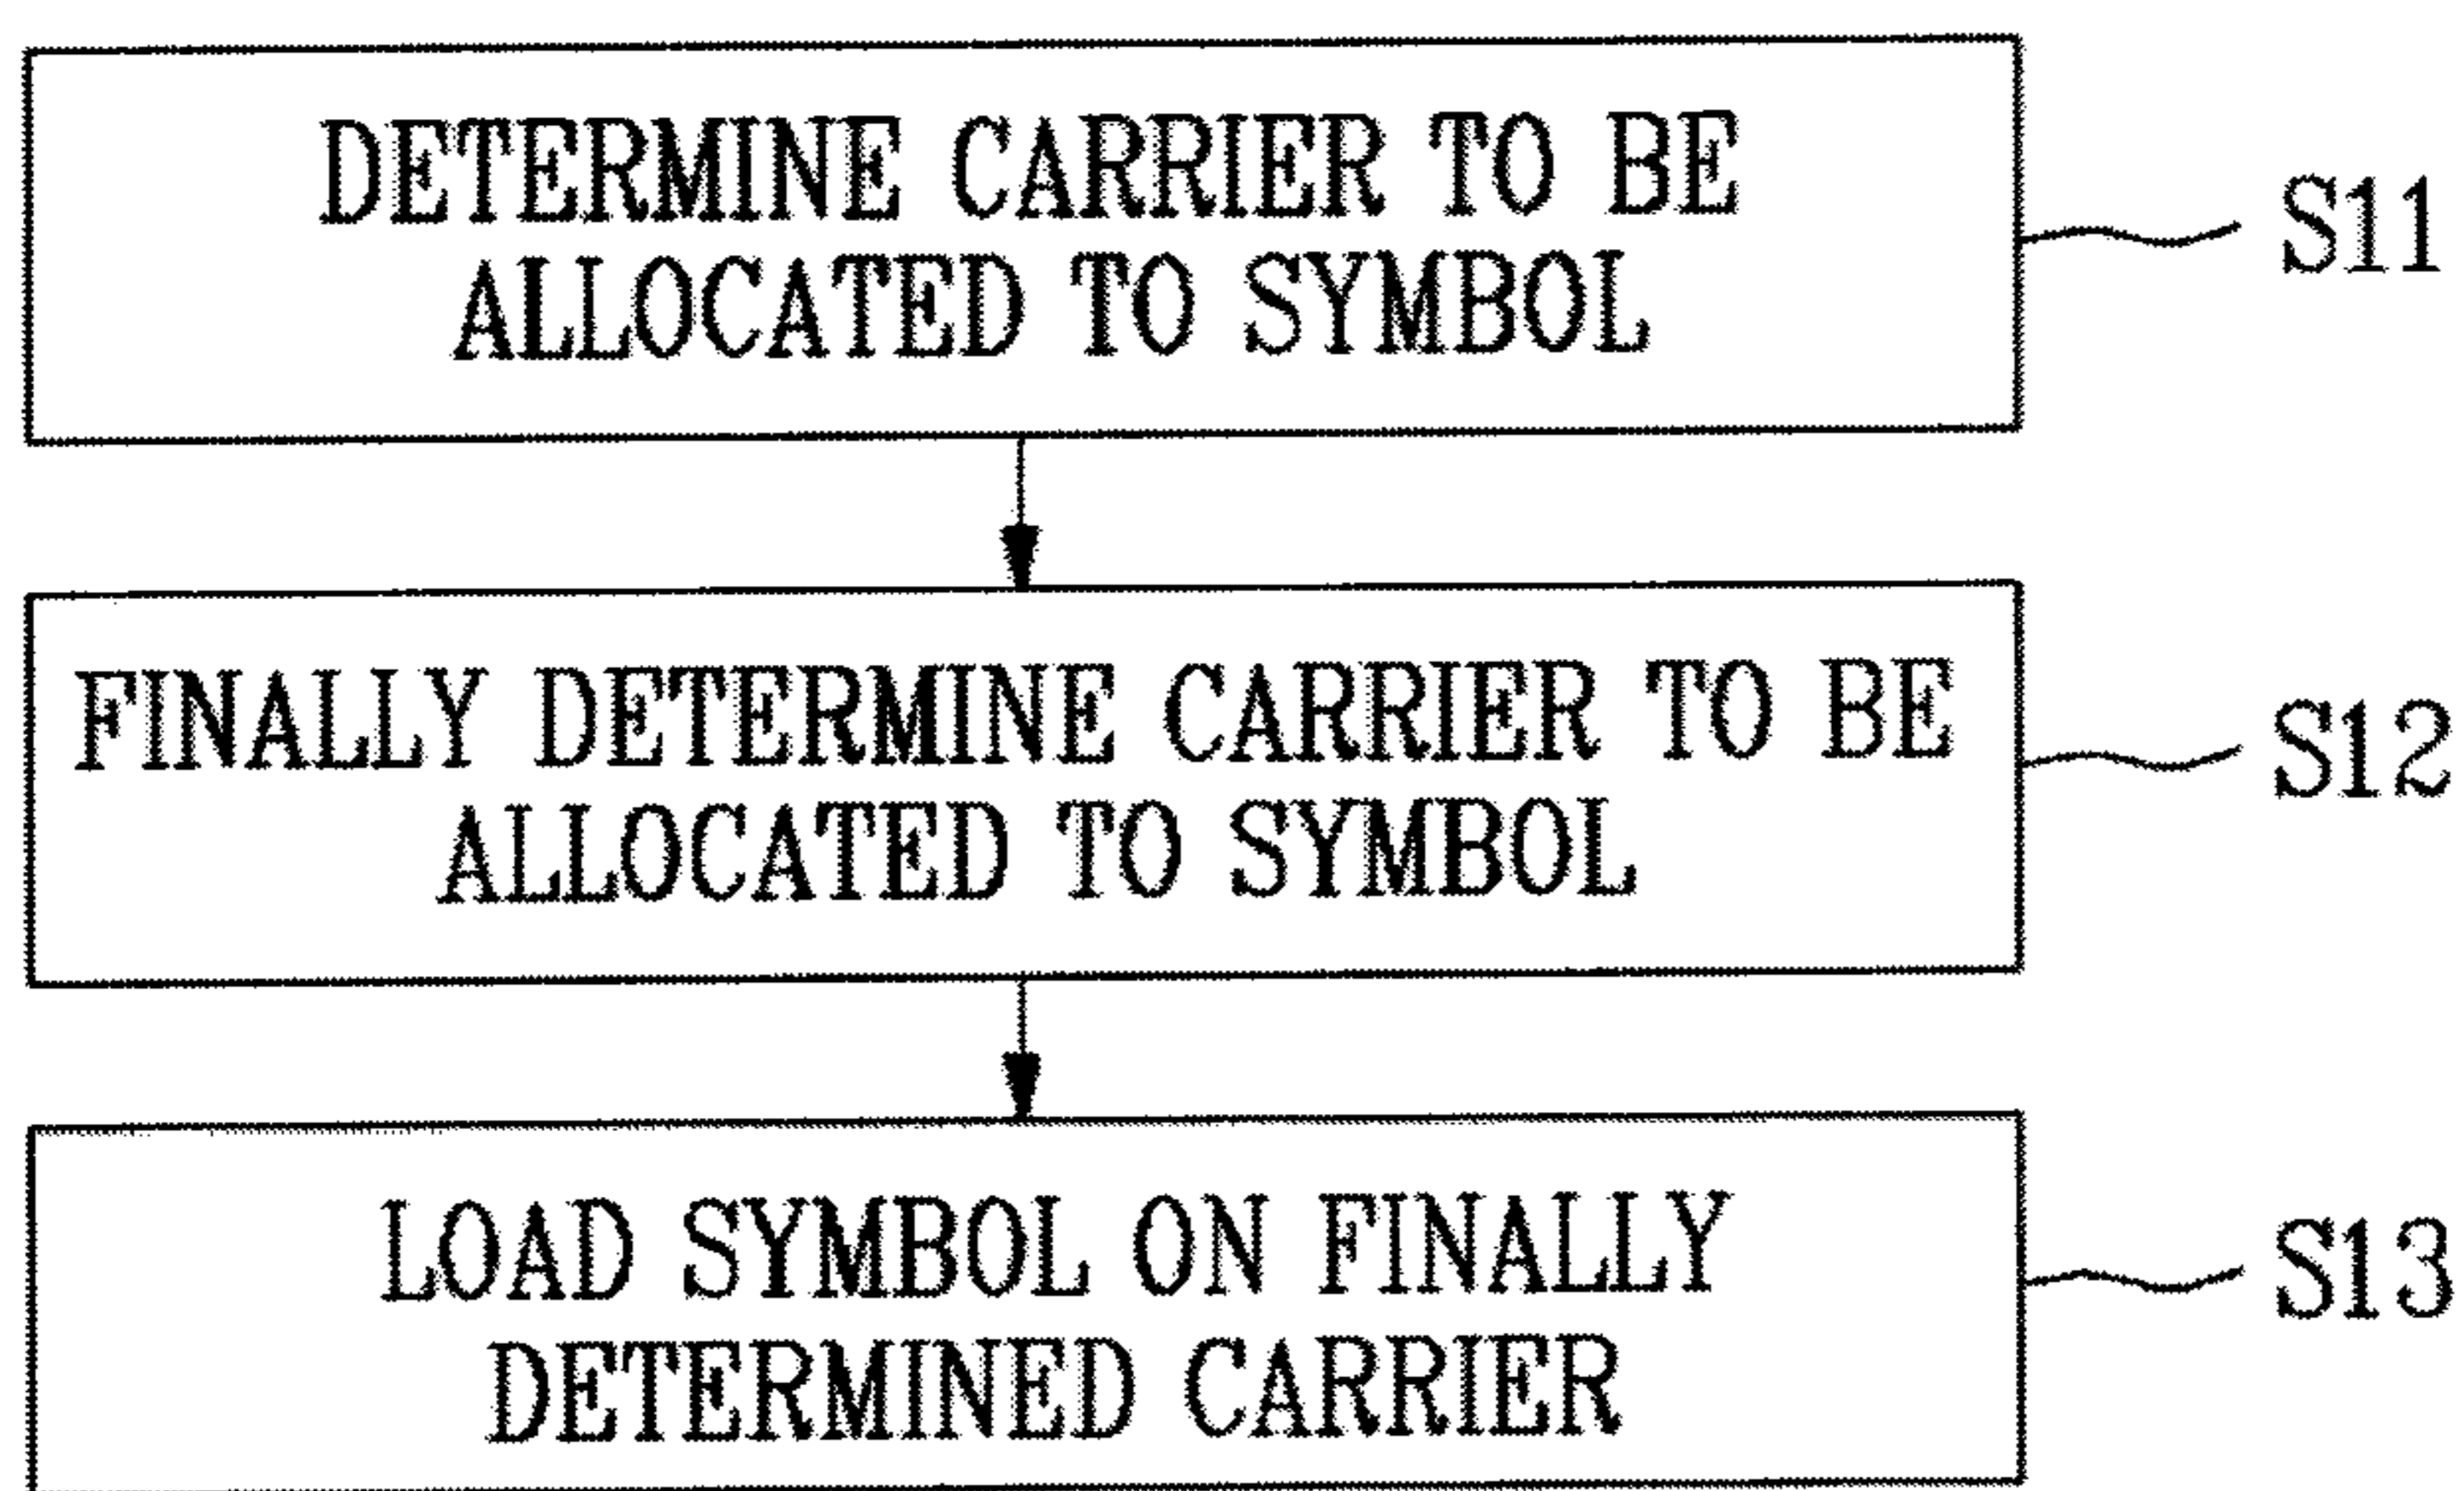 DETERMINE CARRIER TO BE
ALLOCATED TO SYMBOL
S11
FINALLY DETERMINE CARRIER TO BE
ALLOCATED TO SYMBOL
S12
LOAD SYMBOL ON FINALLY
DETERMINED CARRIER
S13